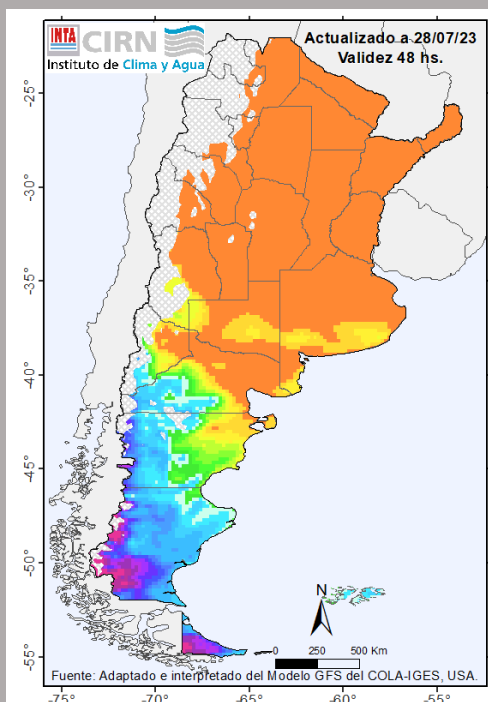 INTA CIRN
Instituto de Clima y Agua
Actualizado a 28/07/23
Validez 48 hs.
-25°
-30°
-35°
-40°
-45°
-50°
-55°
N
0 250 500 Km
Fuente: Adaptado e interpretado del Modelo GFS del COLA-IGES, USA.
-75° -70° -65° -60° -55°